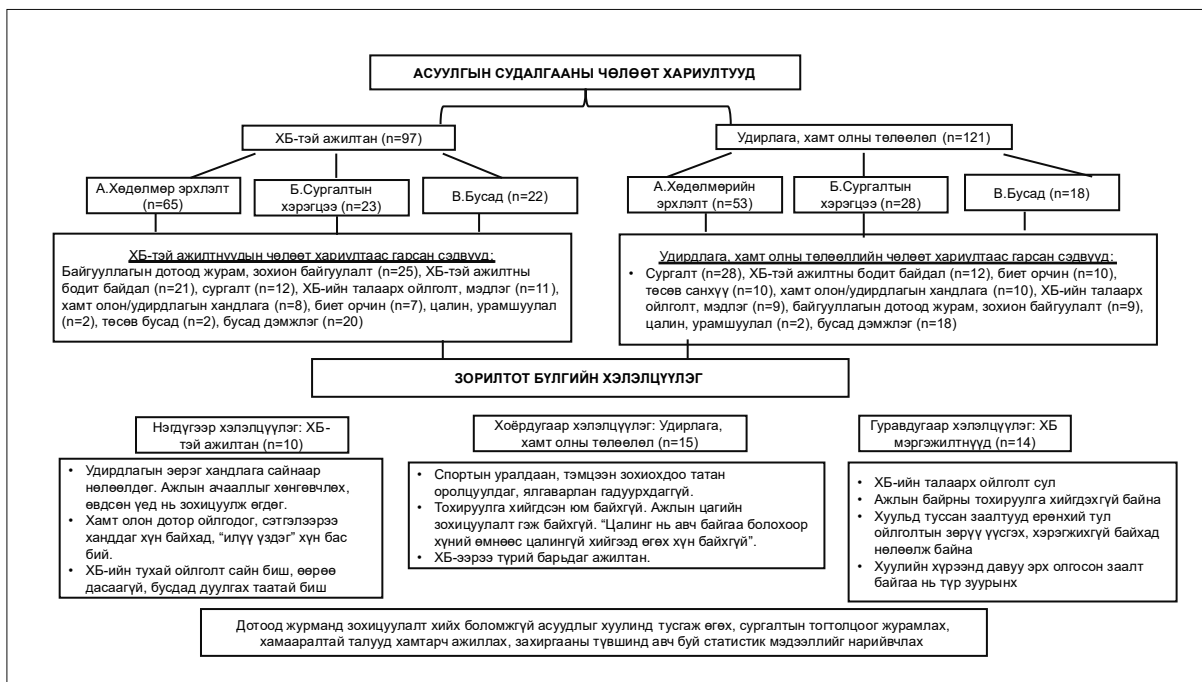 АСУУЛГЫН СУДАЛГААНЫ ЧӨЛӨӨТ ХАРИУЛТУУД
ХБ-тэй ажилтан (n=97)
Удирлага, хамт олны төлөөлөл (n=121)
А.Хөдөлмөр эрхлэлт
(n=65)
Б.Сургалтын
хэрэгцээ (n=23)
В.Бусад (n=22)
А.Хөдөлмөрийн
эрхлэлт (n=53)
Б.Сургалтын
хэрэгцээ (n=28)
В.Бусад (n=18)
ХБ-тэй ажилтнуудын чөлөөт хариултаас гарсан сэдвүүд:
Байгууллагын дотоод журам, зохион байгуулалт (n=25), ХБ-тэй ажилтны
бодит байдал (n=21), сургалт (n=12), ХБ-ийн талаарх ойлголт, мэдлэг (n=11),
хамт олон/удирдлагын хандлага (n=8), биет орчин (n=7), цалин, урамшуулал
(n=2), төсөв бусад (n=2), бусад дэмжлэг (n=20)
Удирдлага, хамт олны төлөөллийн чөлөөт хариултаас гарсан сэдвүүд:
• Сургалт (n=28), ХБ-тэй ажилтны бодит байдал (n=12), биет орчин (n=10),
төсөв санхүү (n=10), хамт олон/удирдлагын хандлага (n=10), ХБ-ийн талаарх
ойлголт, мэдлэг (n=9), байгууллагын дотоод журам, зохион байгуулалт (n=9),
цалин, урамшуулал (n=2), бусад дэмжлэг (n=18)
ЗОРИЛТОТ БҮЛГИЙН ХЭЛЭЛЦҮҮЛЭГ
Нэгдүгээр хэлэлцүүлэг: ХБ-
тэй ажилтан (n=10)
Хоёрдугаар хэлэлцүүлэг: Удирлага,
хамт олны төлөөлөл (n=15)
Гуравдугаар хэлэлцүүлэг: ХБ
мэргэжилтнүүд (n=14)
• Удирдлагын эерэг хандлага сайнаар
нөлөөлдөг. Ажлын ачааллыг хөнгөвчлөх,
өвдсөн үед нь зохицуулж өгдөг.
• Хамт олон дотор ойлгодог, сэтгэлээрээ
ханддаг хүн байхад, "илүү үздэг" хүн бас
бий.
• ХБ-ийн тухай ойлголт сайн биш, өөрөө
дасаагүй, бусдад дуулгах таатай биш
• Спортын уралдаан, тэмцээн зохиохдоо татан
оролцуулдаг, ялгаварлан гадуурхдаггүй.
• Тохируулга хийгдсэн юм байхгүй. Ажлын цагийн
зохицуулалт гэж байхгүй. "Цалинг нь авч байгаа болохоор
хүний өмнөөс цалингүй хийгээд өгөх хүн байхгүй".
• ХБ-ээрээ түрий барьдаг ажилтан.
• ХБ-ийн талаарх ойлголт сул
• Ажлын байрны тохируулга хийгдэхгүй байна
• Хуульд туссан заалтууд ерөнхий тул
ойлголтын зөрүү үүсгэх, хэрэгжихгүй байхад
нөлөөлж байна
• Хуулийн хүрээнд давуу эрх олгосон заалт
байгаа нь түр зуурынх
Дотоод журманд зохицуулалт хийх боломжгүй асуудлыг хуулинд тусгаж өгөх, сургалтын тогтолцоог журамлах,
хамааралтай талууд хамтарч ажиллах, захиргааны түвшинд авч буй статистик мэдээллийг нарийвчлах